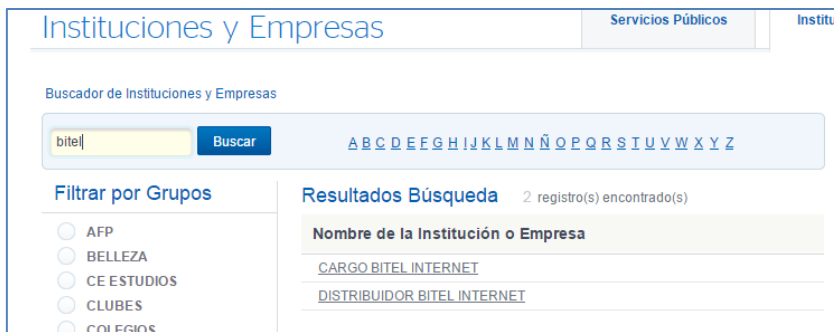 Instituciones y Empresas
Servicios Públicos
Buscador de Instituciones y Empresas
bitel
Buscar
A B C D E F G H I J K L M N Ñ O P Q R S T U V W X Y Z
Filtrar por Grupos
AFP
BELLEZA
CE ESTUDIOS
CLUBES
COLEGIOS
Resultados Búsqueda 2 registro(s) encontrado(s)
Nombre de la Institución o Empresa
CARGO BITEL INTERNET
DISTRIBUIDOR BITEL INTERNET